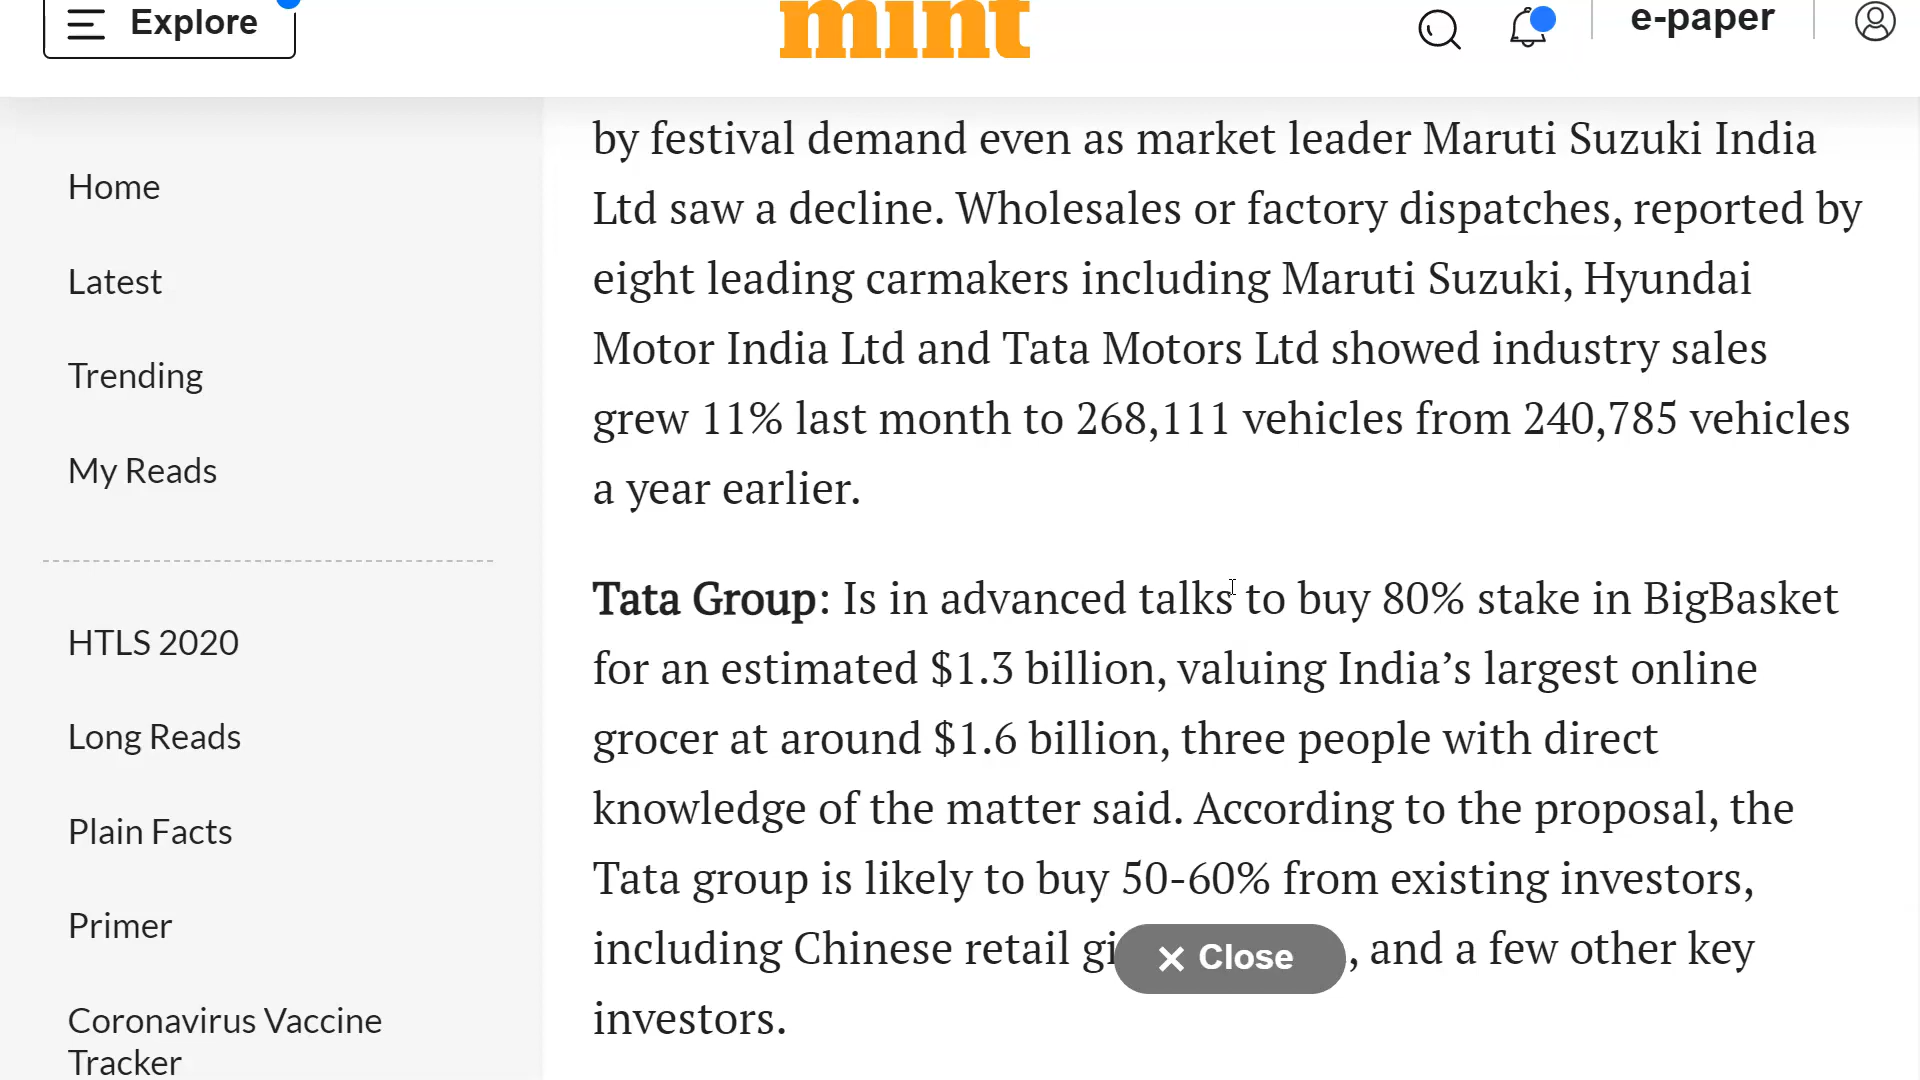 Explore
mint
e-paper
Home
Latest
Trending
My Reads
HTLS 2020
Long Reads
Plain Facts
Primer
Coronavirus Vaccine
Tracker
by festival demand even as market leader Maruti Suzuki India
Ltd saw a decline. Wholesales or factory dispatches, reported by
eight leading carmakers including Maruti Suzuki, Hyundai
Motor India Ltd and Tata Motors Ltd showed industry sales
grew 11% last month to 268,111 vehicles from 240,785 vehicles
a year earlier.
Tata Group: Is in advanced talks to buy 80% stake in BigBasket
for an estimated $1.3 billion, valuing India’s largest online
grocer at around $1.6 billion, three people with direct
knowledge of the matter said. According to the proposal, the
Tata group is likely to buy 50-60% from existing investors,
including Chinese retail , and a few other key
investors.
Close